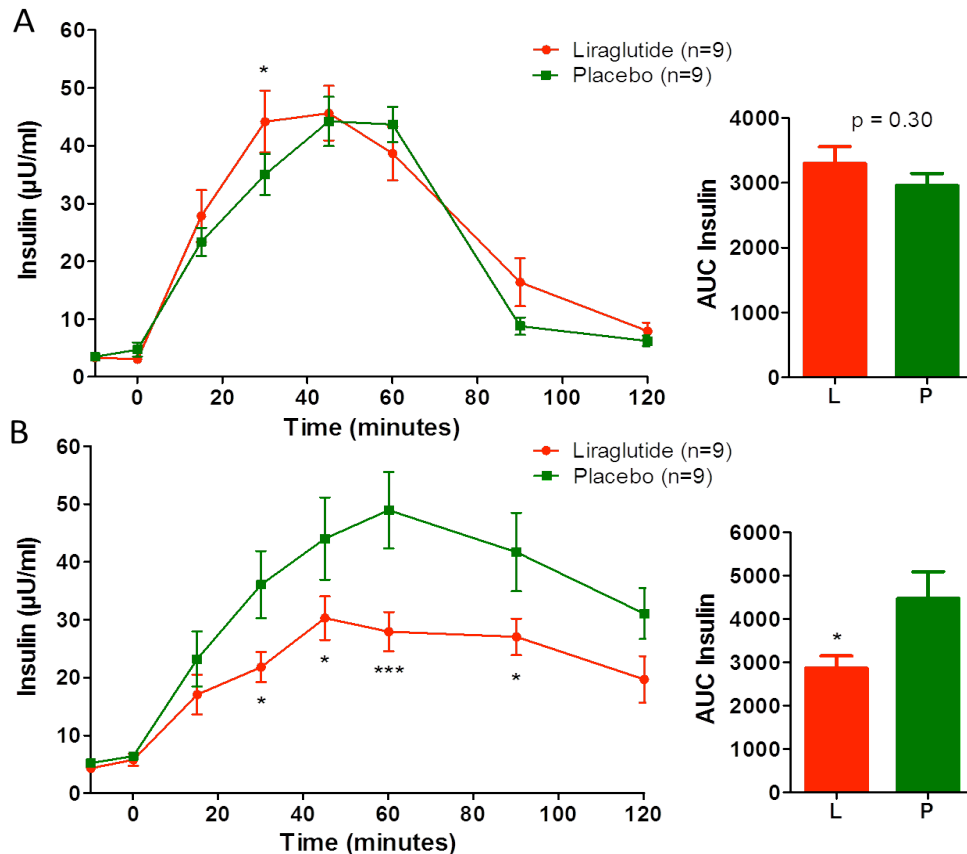 A
Insulin (µU/ml)
60
50
40
30
20
10
0
0 20 40 60 80 100 120
Time (minutes)
*
Liraglutide (n=9)
Placebo (n=9)
AUC Insulin
4000
3000
2000
1000
0
p = 0.30
L P
B
Insulin (µU/ml)
60
50
40
30
20
10
0
0 20 40 60 80 100 120
Time (minutes)
Liraglutide (n=9)
Placebo (n=9)
* * *** *
AUC Insulin
6000
5000
4000
3000
2000
1000
0
*
L P